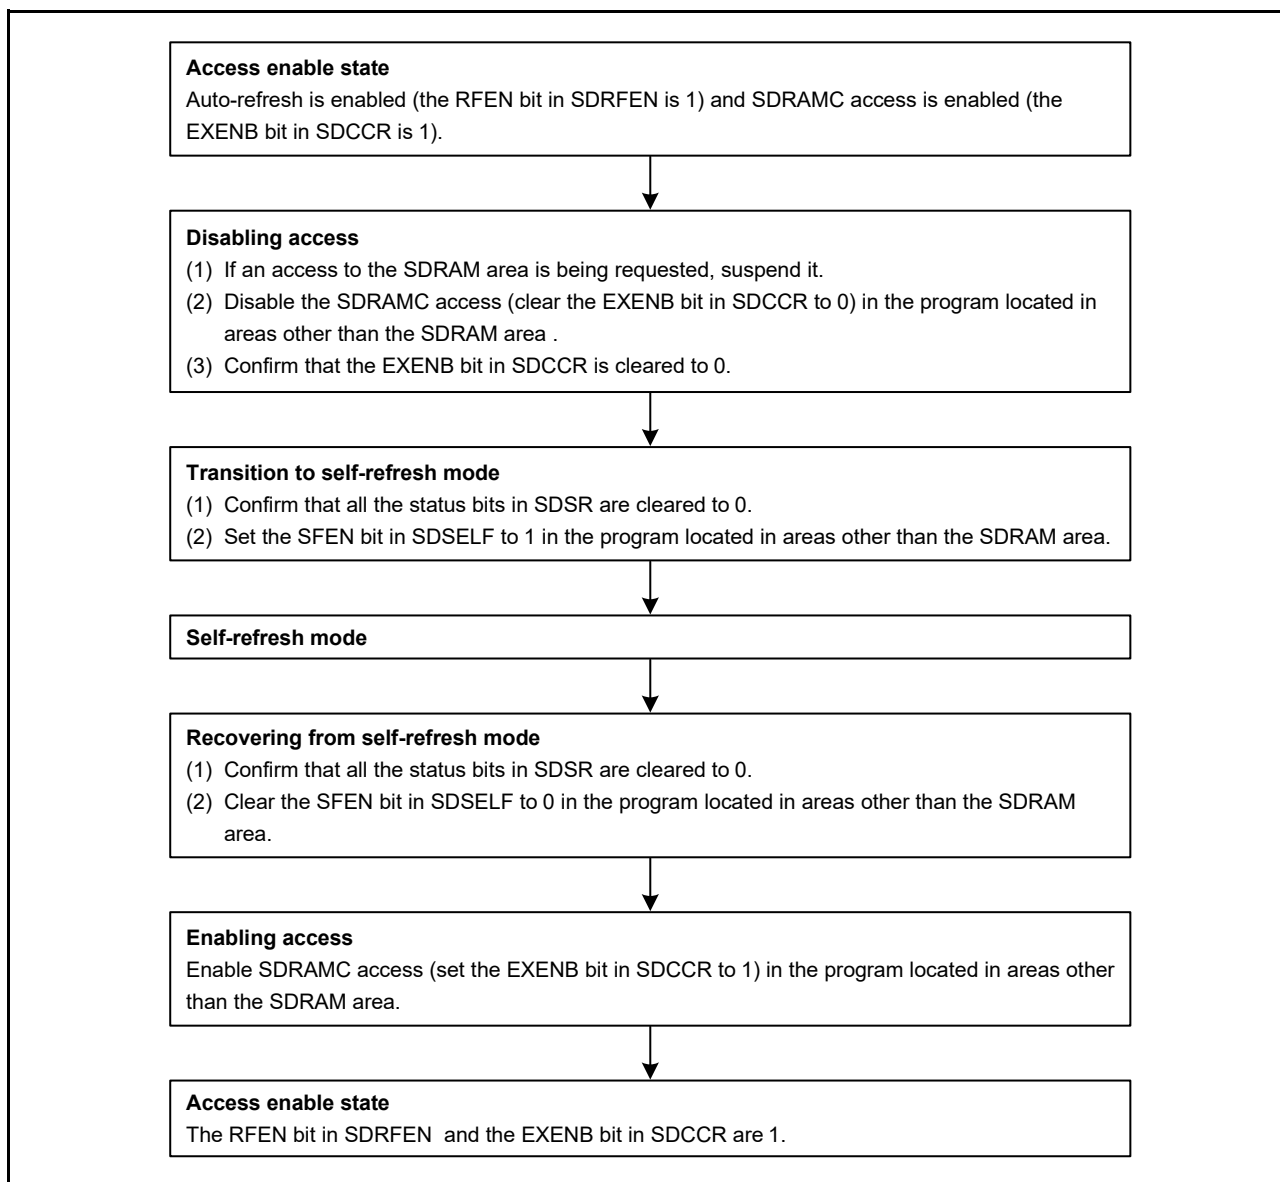 Access enable state
Auto-refresh is enabled (the RFEN bit in SDRFEN is 1) and SDRAMC access is enabled (the
EXENB bit in SDCCR is 1).
Disabling access
(1) If an access to the SDRAM area is being requested, suspend it.
(2) Disable the SDRAMC access (clear the EXENB bit in SDCCR to 0) in the program located in
areas other than the SDRAM area .
(3) Confirm that the EXENB bit in SDCCR is cleared to 0.
Transition to self-refresh mode
(1) Confirm that all the status bits in SDSR are cleared to 0.
(2) Set the SFEN bit in SDSELF to 1 in the program located in areas other than the SDRAM area.
Self-refresh mode
Recovering from self-refresh mode
(1) Confirm that all the status bits in SDSR are cleared to 0.
(2) Clear the SFEN bit in SDSELF to 0 in the program located in areas other than the SDRAM
area.
Enabling access
Enable SDRAMC access (set the EXENB bit in SDCCR to 1) in the program located in areas other
than the SDRAM area.
Access enable state
The RFEN bit in SDRFEN  and the EXENB bit in SDCCR are 1.